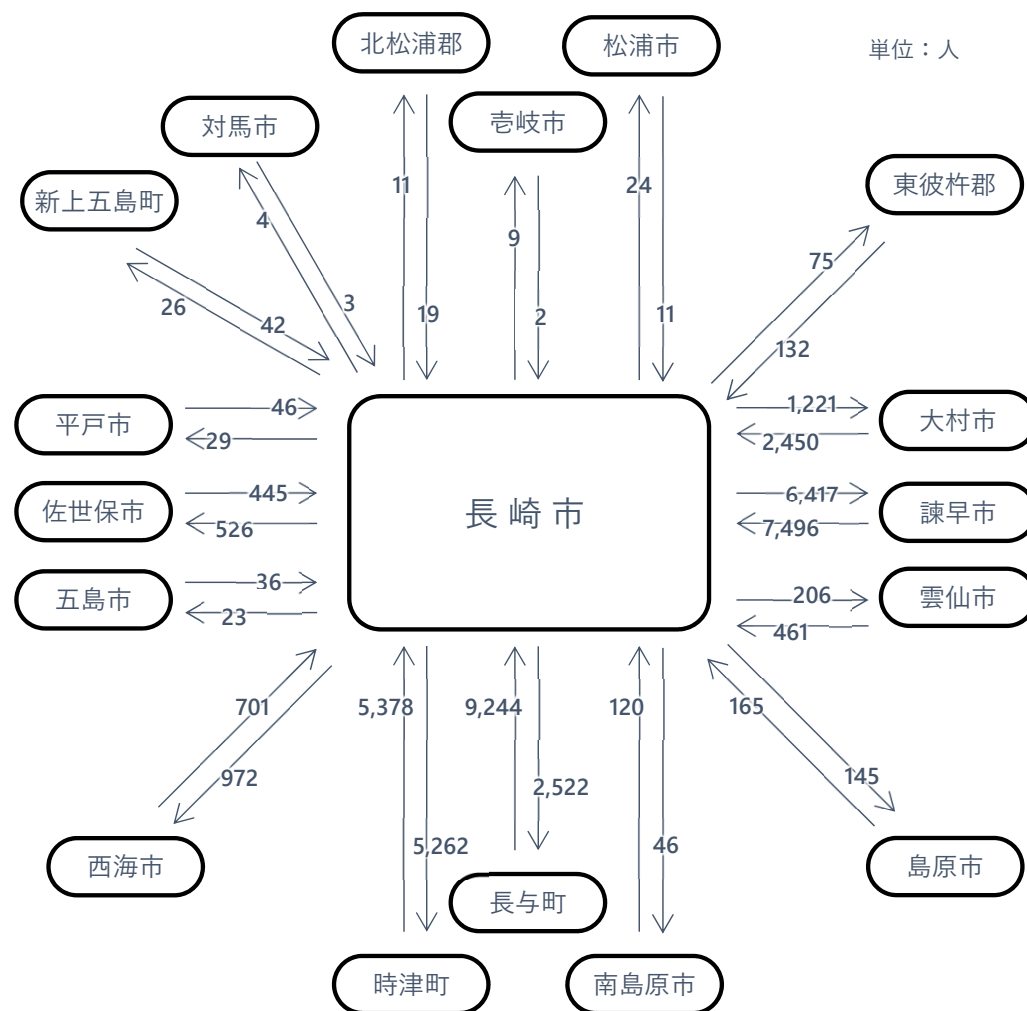 北松浦郡
松浦市
単位：人
対馬市
壱岐市
新上五島町
東彼杵郡
11
24
4
9
75
26
3
42
19
2
11
132
平戸市
46
29
1,221
2,450
大村市
佐世保市
445
526
長崎市
6,417
7,496
諫早市
五島市
36
23
206
461
雲仙市
701
5,378
9,244
120
165
972
2,522
145
5,262
46
西海市
長与町
島原市
時津町
南島原市